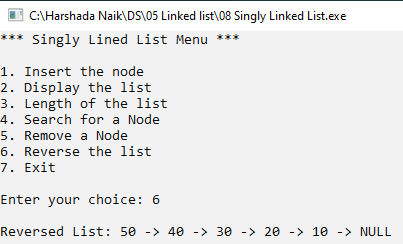 C:\Harshada Naik\DS\05 Linked list\08 Singly Linked List.exe
*** Singly Lined List Menu ***
1. Insert the node
2. Display the list
3. Length of the list
4. Search for a Node
5. Remove a Node
6. Reverse the list
7. Exit
Enter your choice: 6
Reversed List: 50 -> 40 -> 30 -> 20 -> 10 -> NULL